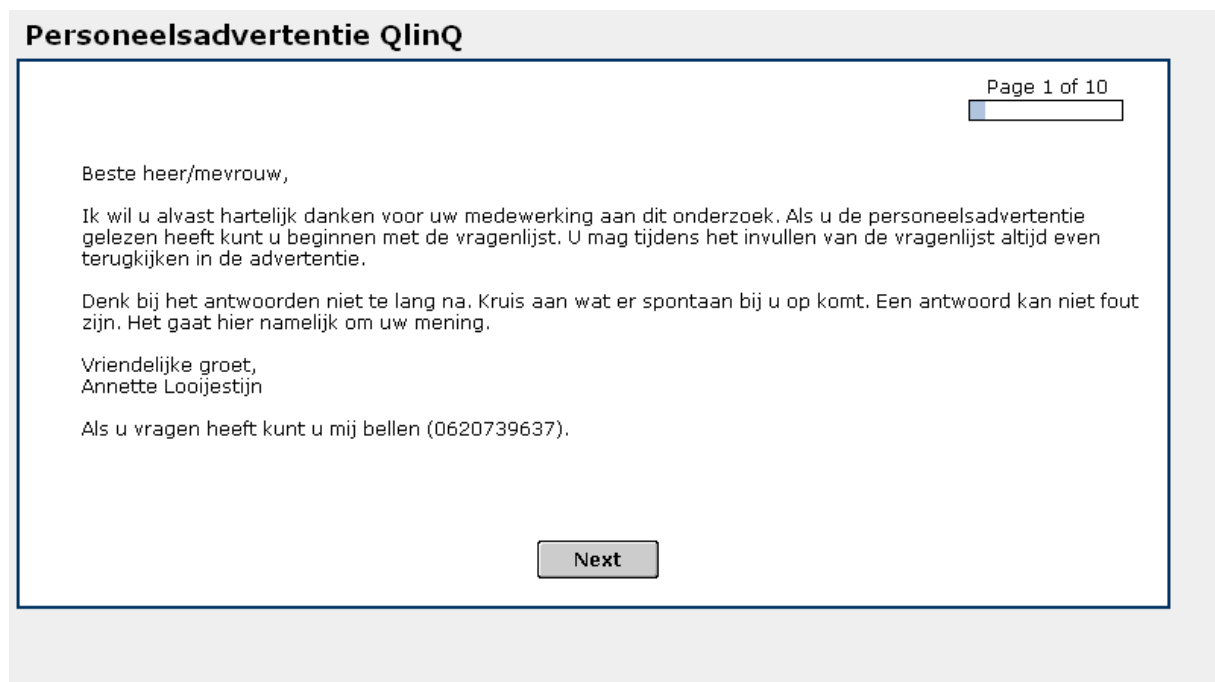 Personeelsadvertentie QlinQ
Page 1 of 10
Beste heer/mevrouw,
Ik wil u alvast hartelijk danken voor uw medewerking aan dit onderzoek. Als u de personeelsadvertentie
gelezen heeft kunt u beginnen met de vragenlijst. U mag tijdens het invullen van de vragenlijst altijd even
terugkijken in de advertentie.
Denk bij het antwoorden niet te lang na. Kruis aan wat er spontaan bij u op komt. Een antwoord kan niet fout
zijn. Het gaat hier namelijk om uw mening.
Vriendelijke groet,
Annette Looijestijn
Als u vragen heeft kunt u mij bellen (0620739637).
Next